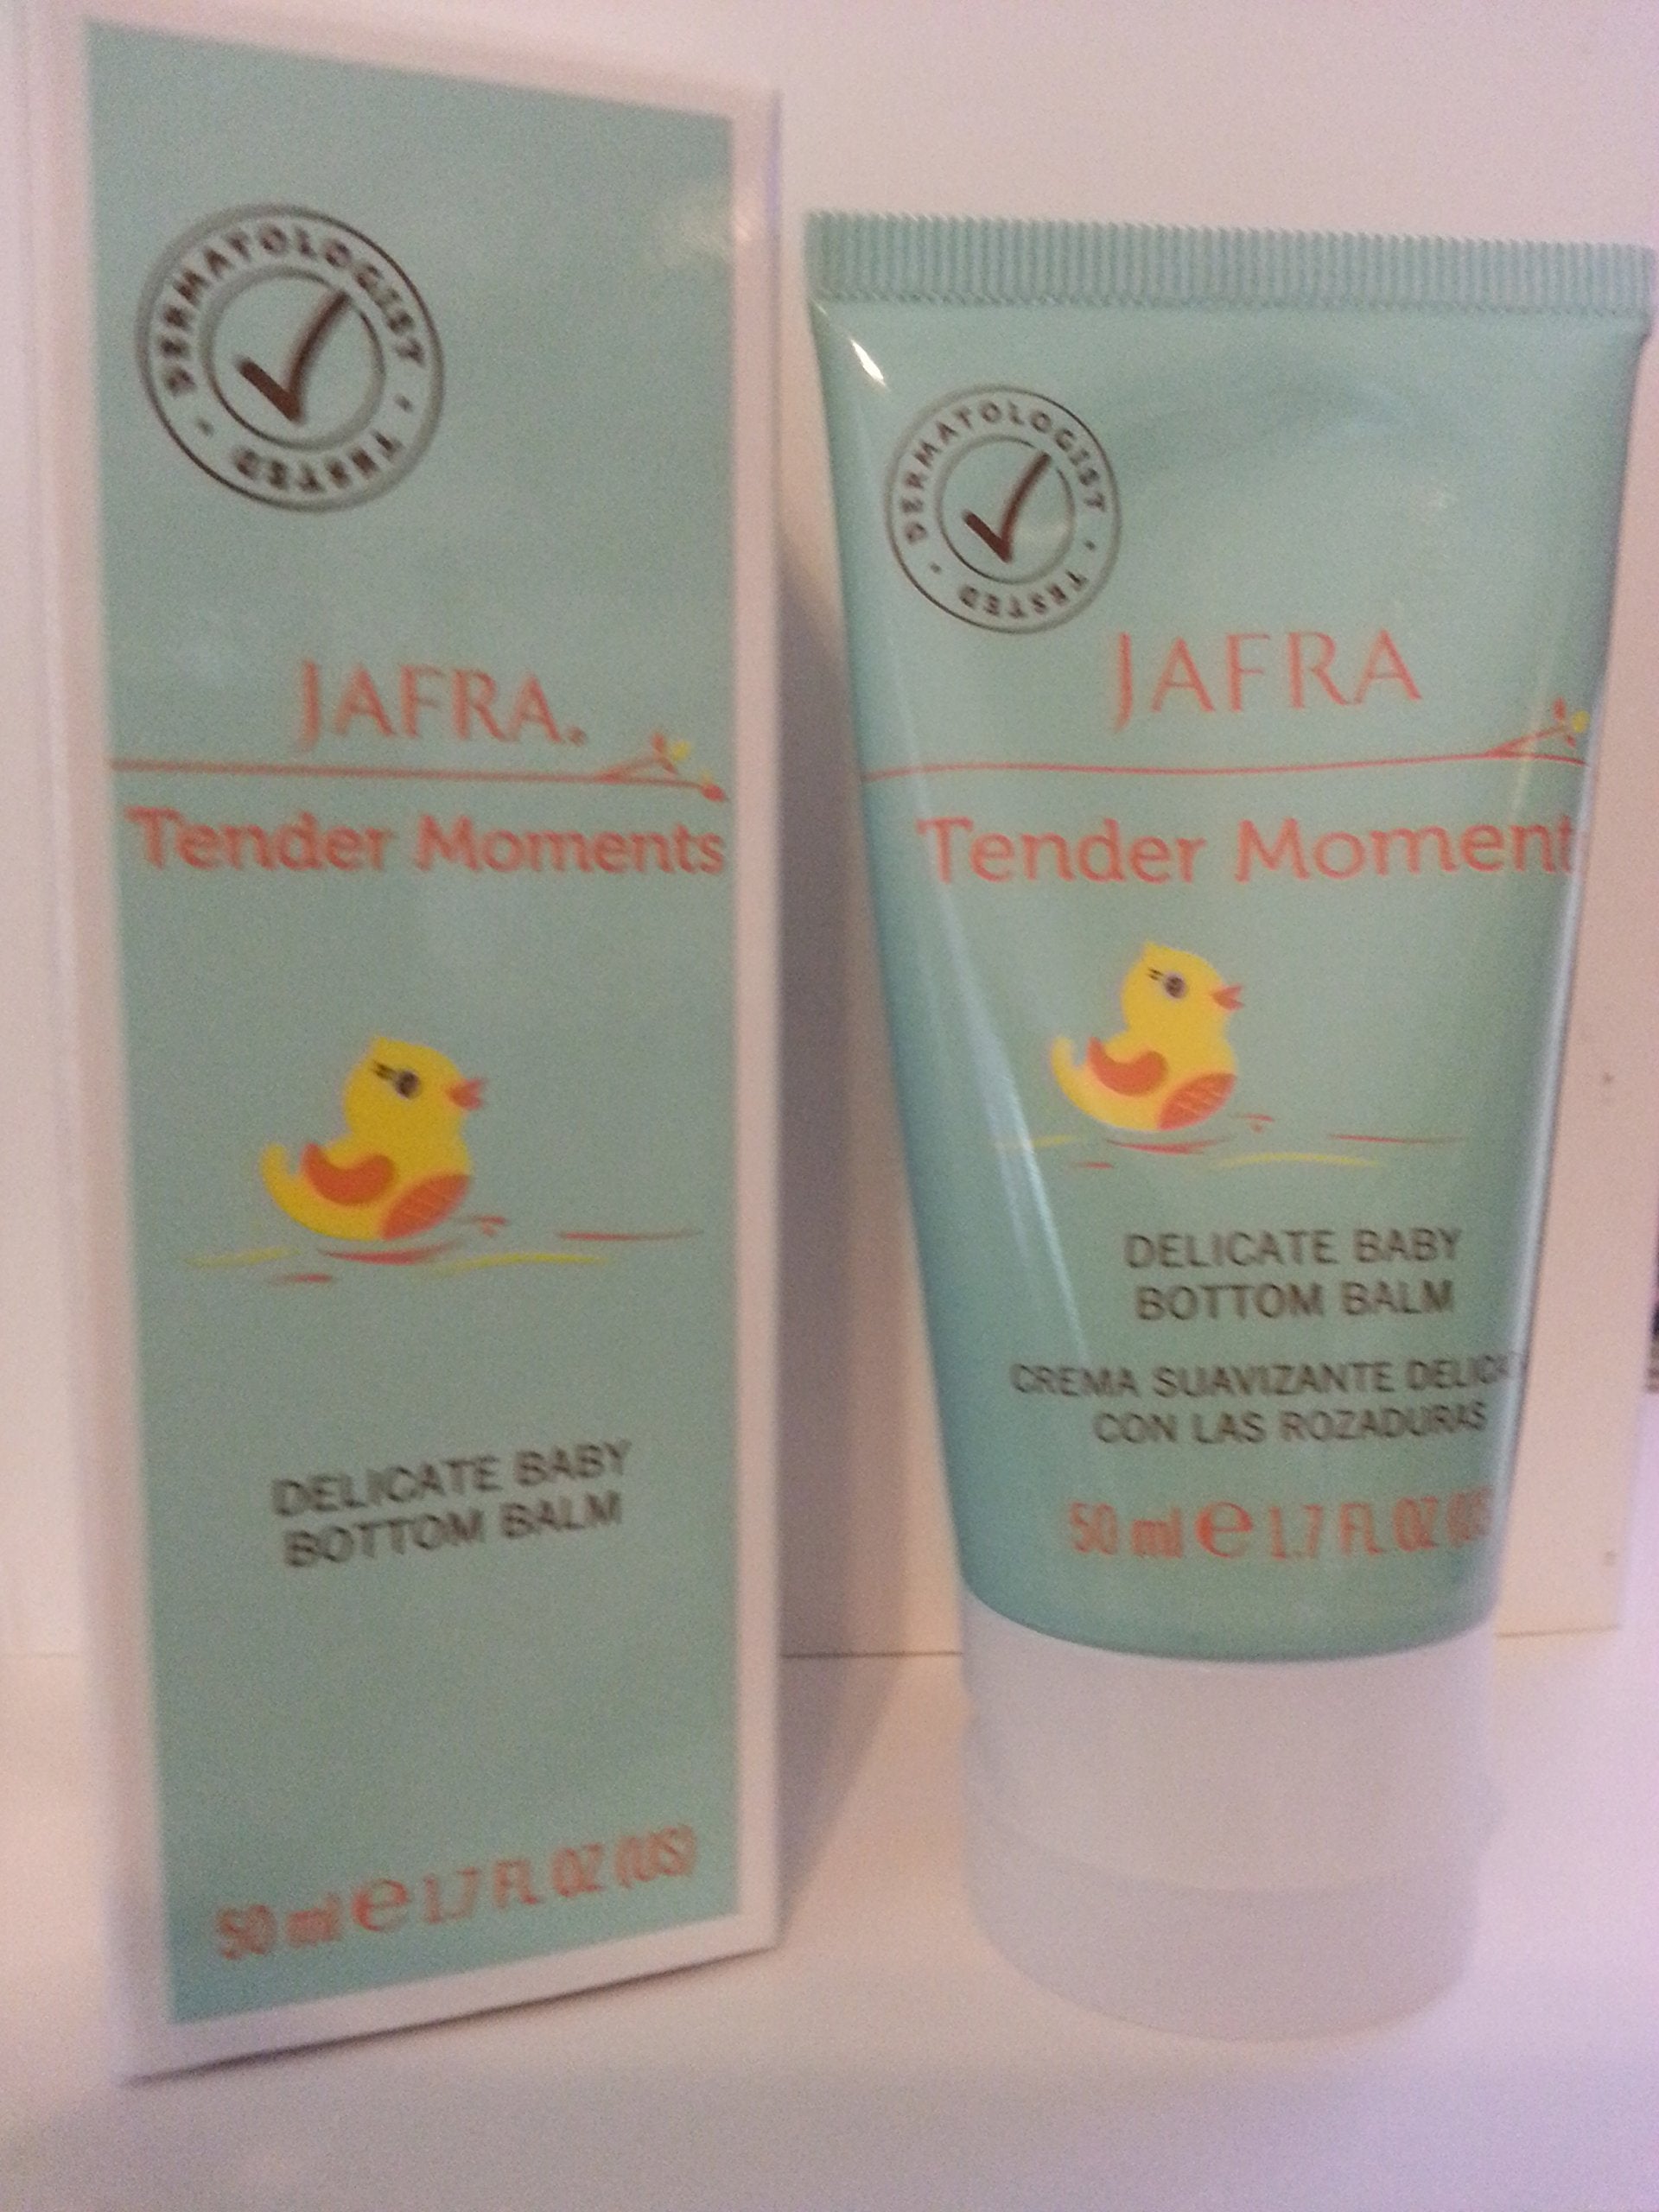 DERMATOLOGIST
TESTED
JAFRA.
Tender Moments
DELICATE BABY
BOTTOM BALM
50 ml e 1.7 FL OZ (US)
DERMATOLOGIST
TESTED
JAFRA
Tender Moment
DELICATE BABY
BOTTOM BALM
CREMA SUAVIZANTE
CON LAS ROZADURAS
50 ml e 1.7 FL OZ (US